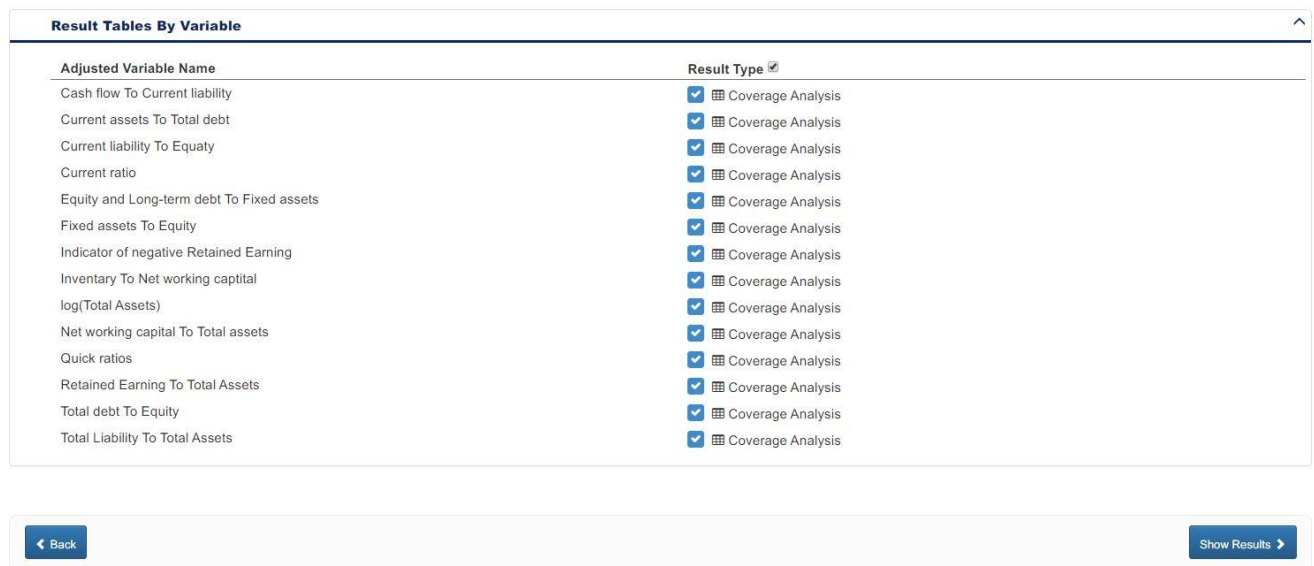 Result Tables By Variable
Adjusted Variable Name Result Type
Cash flow To Current liability Coverage Analysis
Current assets To Total debt Coverage Analysis
Current liability To Equaty Coverage Analysis
Current ratio Coverage Analysis
Equity and Long-term debt To Fixed assets Coverage Analysis
Fixed assets To Equity Coverage Analysis
Indicator of negative Retained Earning Coverage Analysis
Inventary To Net working captital Coverage Analysis
log(Total Assets) Coverage Analysis
Net working capital To Total assets Coverage Analysis
Quick ratios Coverage Analysis
Retained Earning To Total Assets Coverage Analysis
Total debt To Equity Coverage Analysis
Total Liability To Total Assets Coverage Analysis
Back Show Results